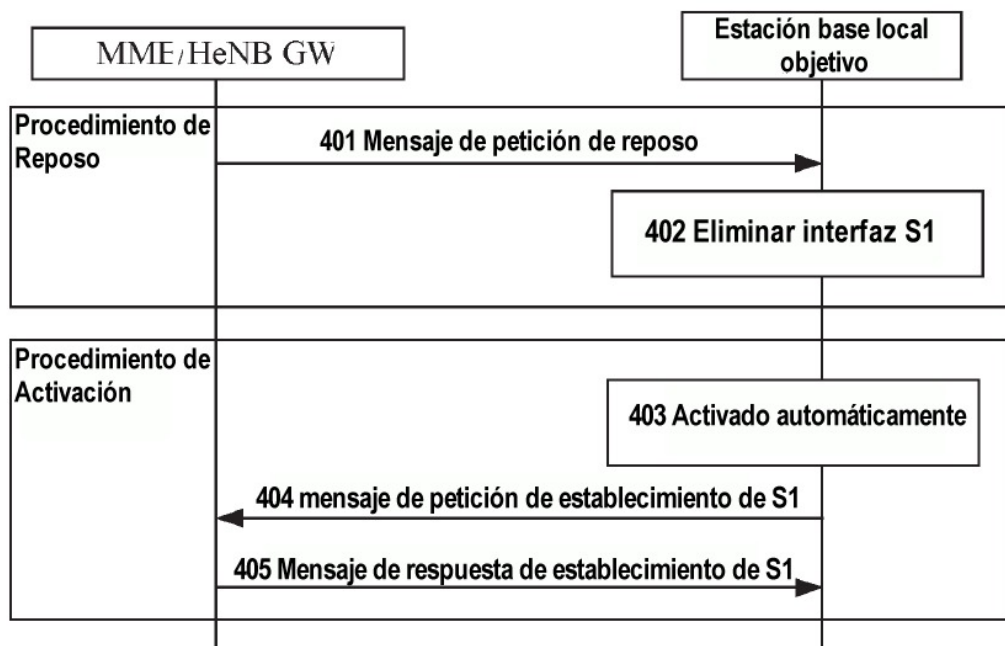 MME/HeNB GW
Estación base local
objetivo
Procedimiento de
Reposo
401 Mensaje de petición de reposo
402 Eliminar interfaz S1
Procedimiento de
Activación
403 Activado automáticamente
404 mensaje de petición de establecimiento de S1
405 Mensaje de respuesta de establecimiento de S1